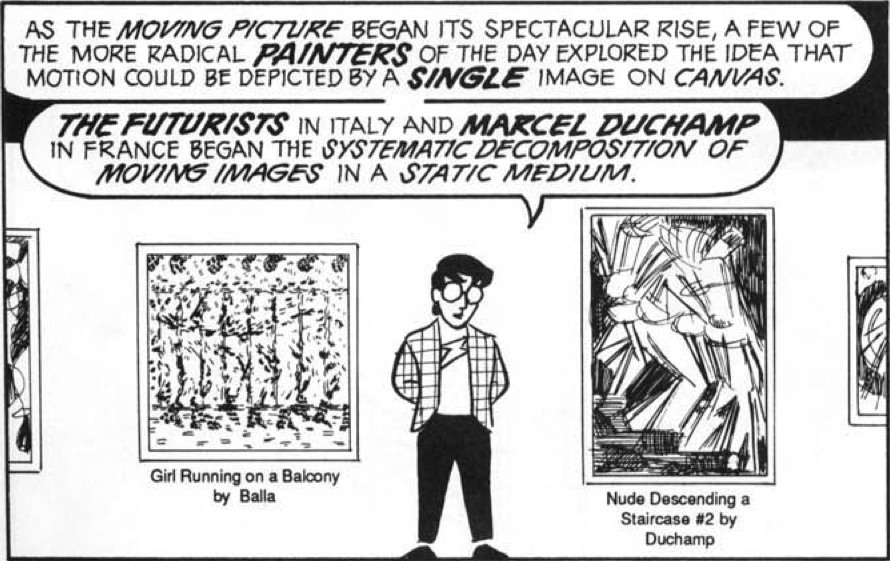 AS THE MOVING PICTURE BEGAN ITS SPECTACULAR RISE, A FEW OF
THE MORE RADICAL PAINTERS OF THE DAY EXPLORED THE IDEA THAT
MOTION COULD BE DEPICTED BY A SINGLE IMAGE ON CANVAS.
THE FUTURISTS IN ITALY AND MARCEL DUCHAMP
IN FRANCE BEGAN THE SYSTEMATIC DECOMPOSITION OF
MOVING IMAGES IN A STATIC MEDIUM.
Girl Running on a Balcony
by Balla
Nude Descending a
Staircase #2 by
Duchamp